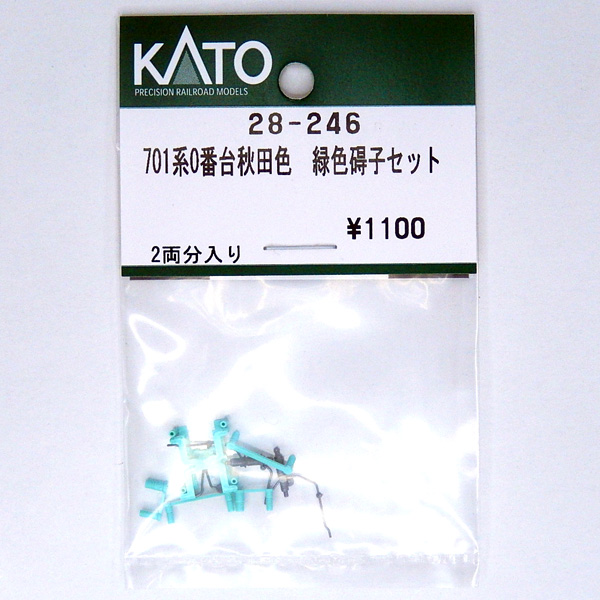 KATO
PRECISION RAILROAD MODELS
28-246
701系0番台秋田色　緑色碍子セット
¥1100
2両分入り